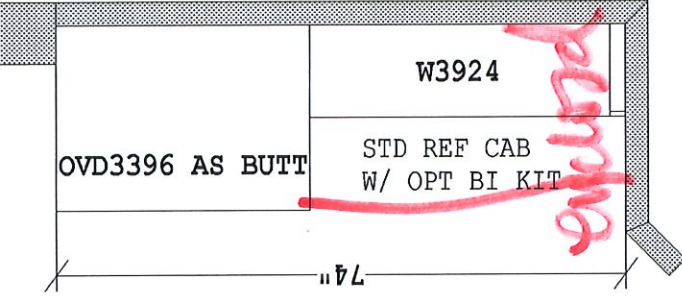 W3924
OVD3396 AS BUTT
STD REF CAB
W/ OPT BI KIT
74"